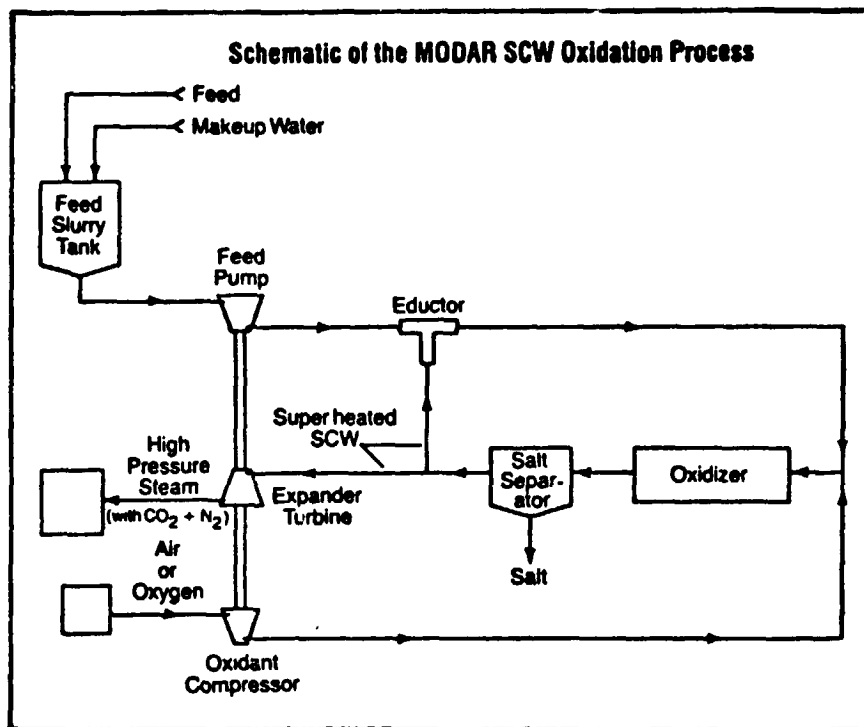 Schematic of the MODAR SCW Oxidation Process
Feed
Makeup Water
Feed
Slurry
Tank
Feed
Pump
Eductor
Super heated
SCW
High
Pressure
Steam
(with CO₂ + N₂)
Expander
Turbine
Salt
Separ-
ator
Oxidizer
Salt
Air
or
Oxygen
Oxidant
Compressor